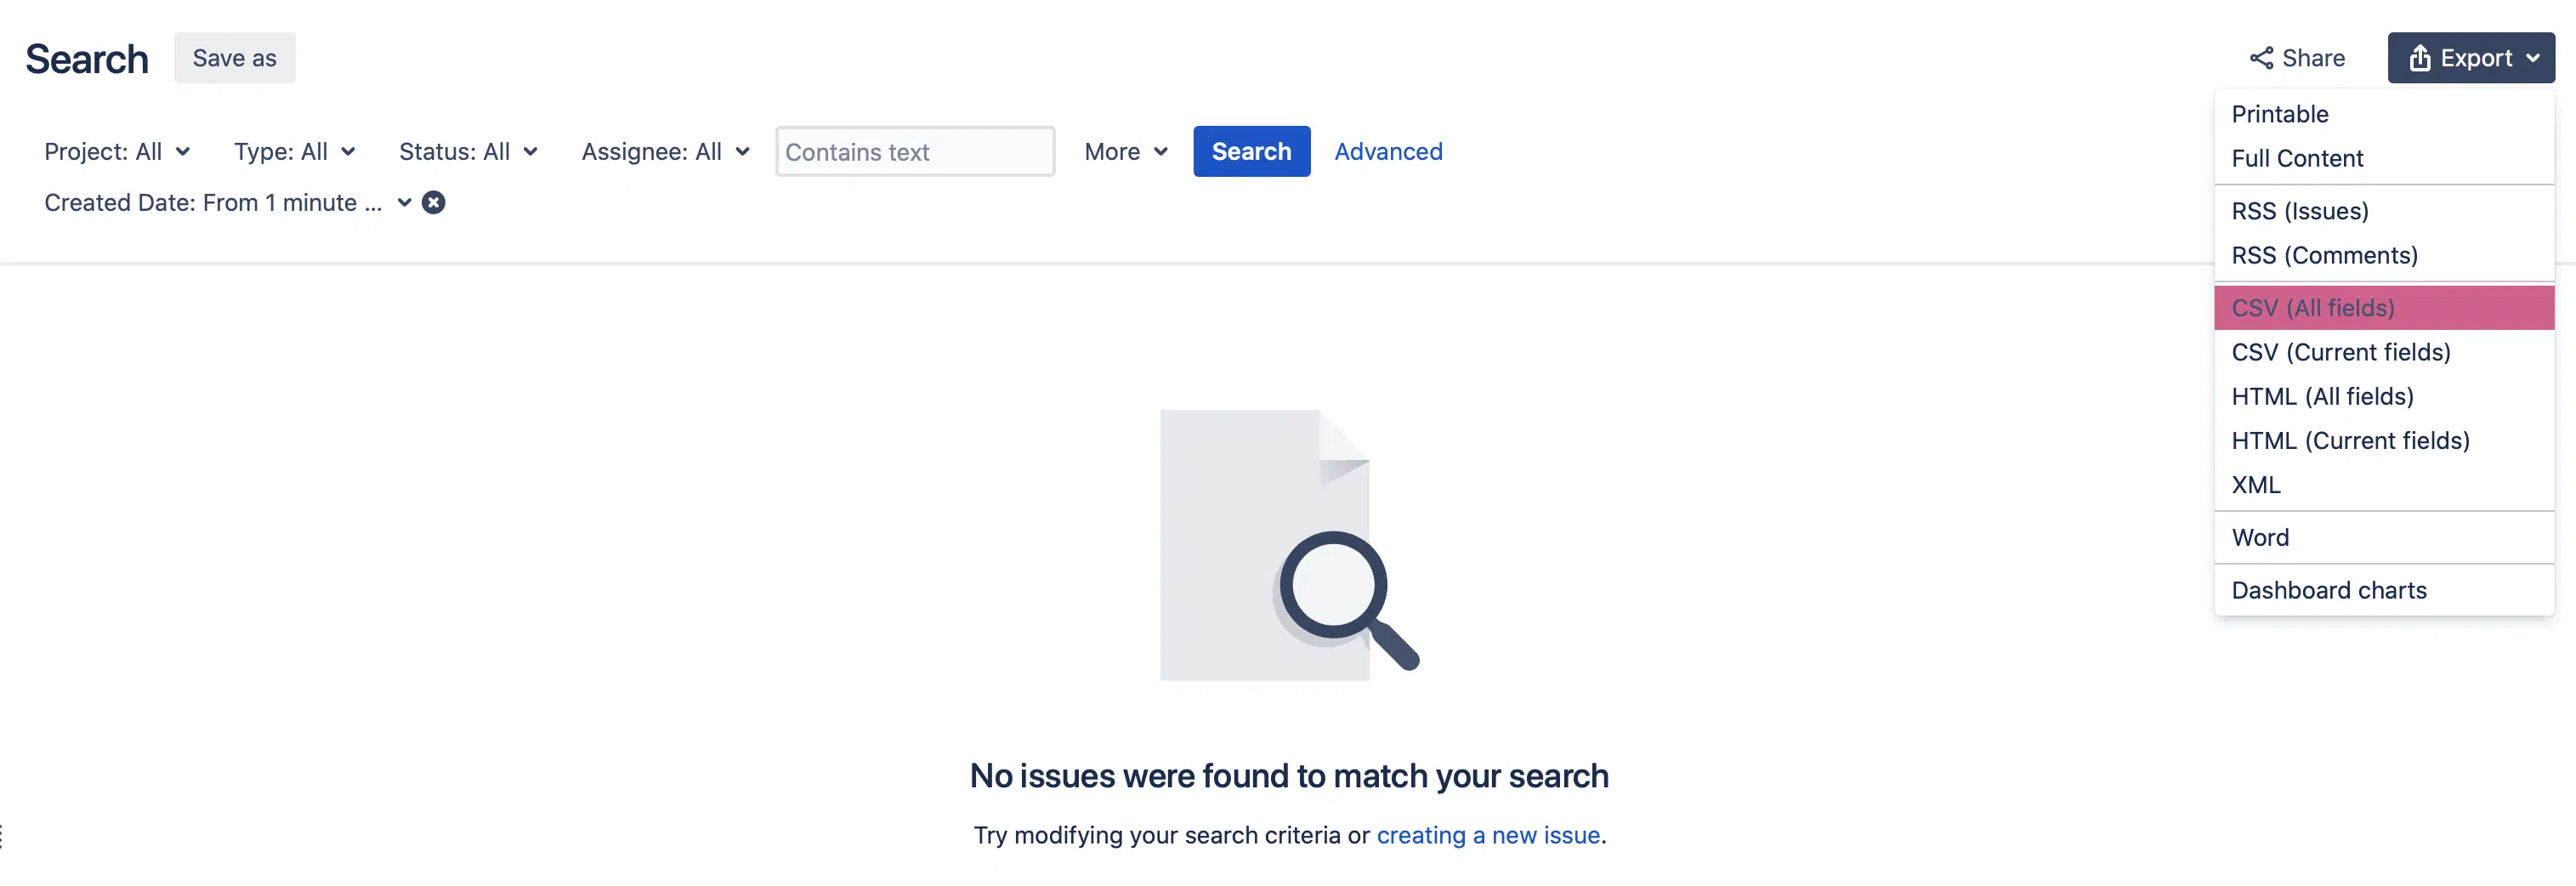 Search Save as Share Export
Project: All Type: All Status: All Assignee: All Contains text More Search Advanced
Created Date: From 1 minute ...
Printable
Full Content
RSS (Issues)
RSS (Comments)
CSV (All fields)
CSV (Current fields)
HTML (All fields)
HTML (Current fields)
XML
Word
Dashboard charts
No issues were found to match your search
Try modifying your search criteria or creating a new issue.